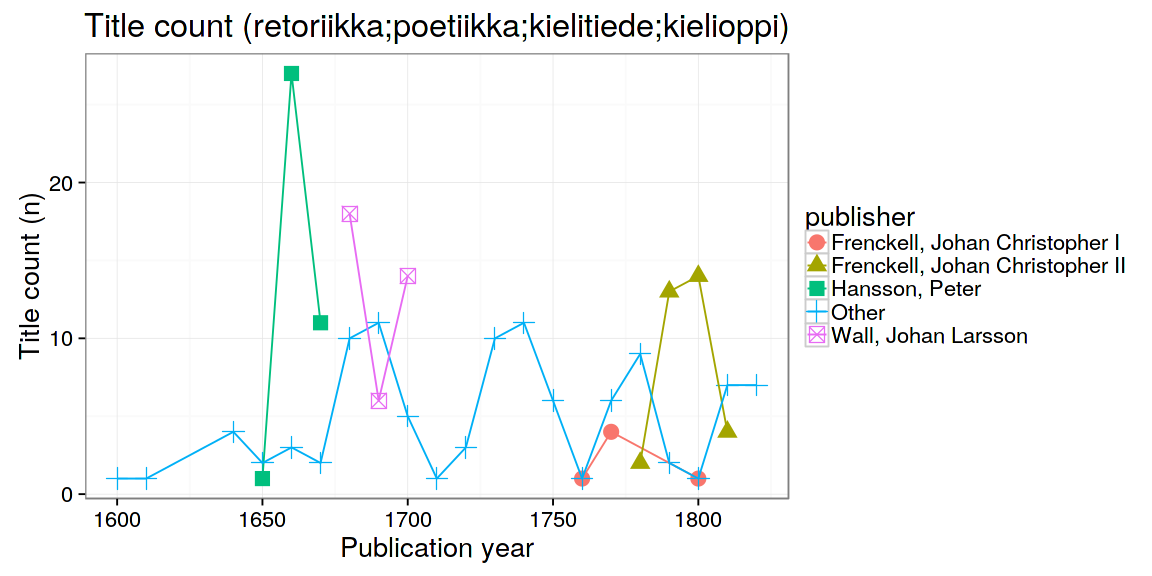 Title count (retoriikka;poetiikka;kielitiede;kielioppi)
Title count (n)
20
10
0
1600 1650 1700 1750 1800
Publication year
publisher
Frenckell, Johan Christopher I
Frenckell, Johan Christopher II
Hansson, Peter
Other
Wall, Johan Larsson